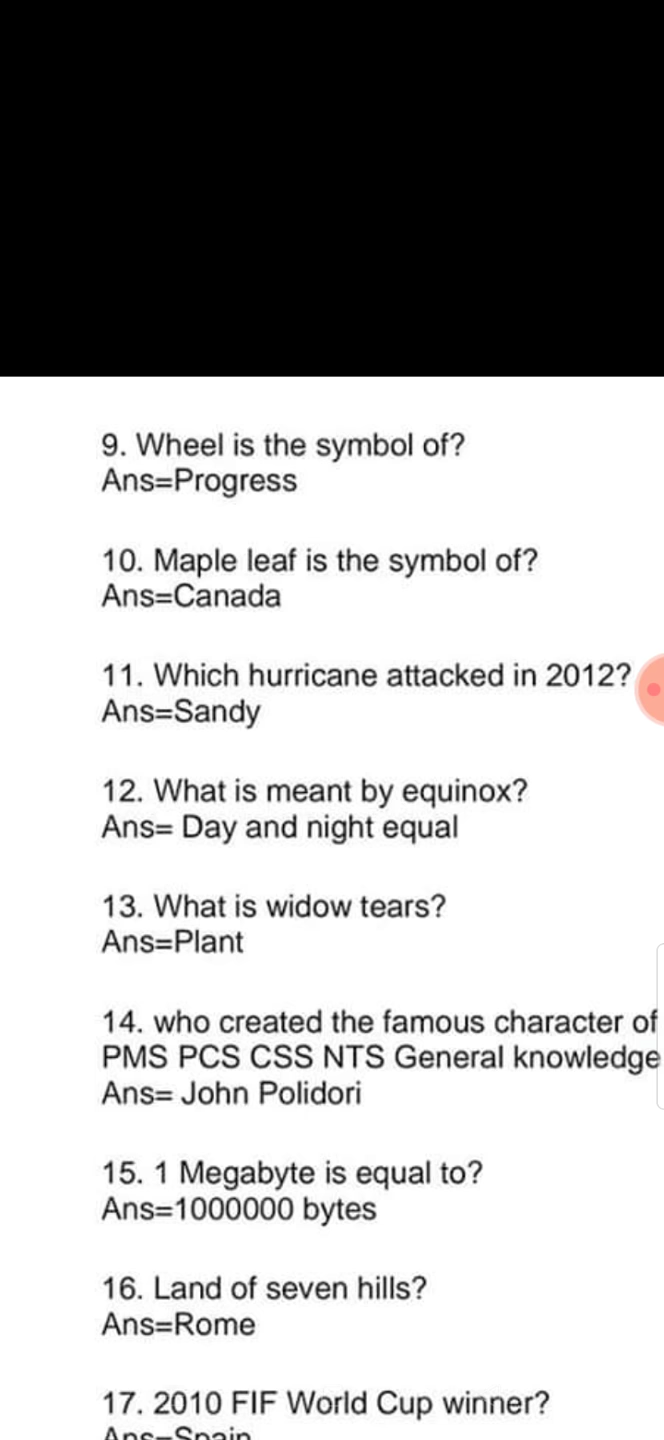 9. Wheel is the symbol of?
Ans=Progress
10. Maple leaf is the symbol of?
Ans=Canada
11. Which hurricane attacked in 2012?
Ans=Sandy
12. What is meant by equinox?
Ans= Day and night equal
13. What is widow tears?
Ans=Plant
14. who created the famous character of
PMS PCS CSS NTS General knowledge
Ans= John Polidori
15. 1 Megabyte is equal to?
Ans=1000000 bytes
16. Land of seven hills?
Ans=Rome
17. 2010 FIF World Cup winner?
Ans=Spain